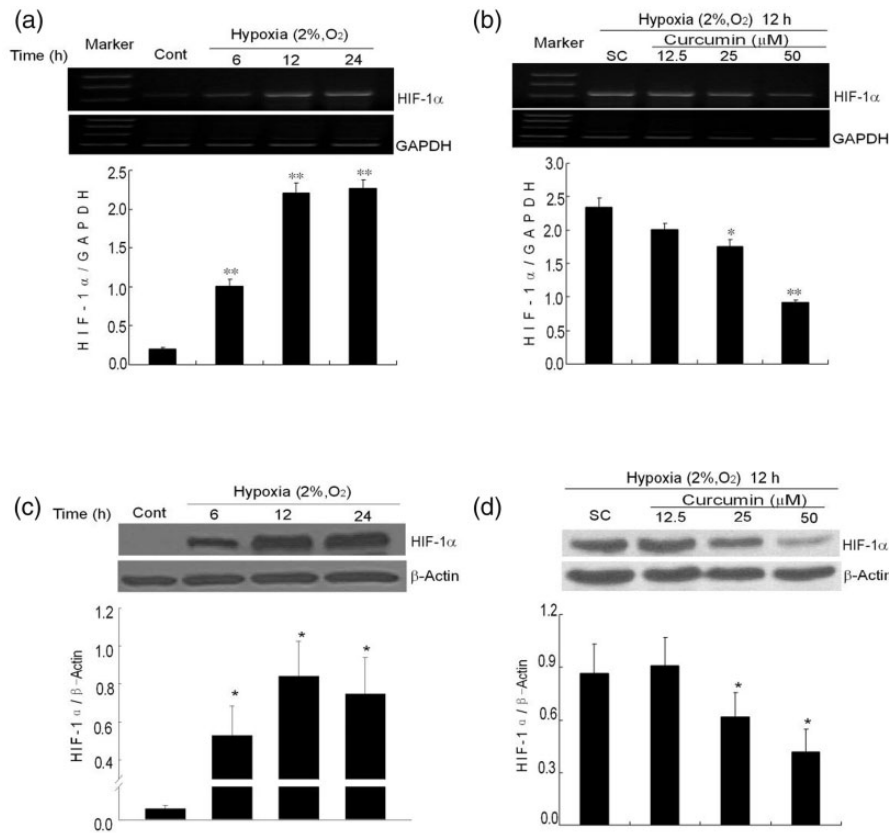 (a)
Hypoxia (2%,O2)
Marker Cont
Time (h) 6 12 24
HIF-1α
GAPDH
HIF-1α/GAPDH
2.5
2.0
1.5
1.0
0.5
0.0
**
**
**
(b)
Hypoxia (2%,O2) 12 h
Marker Curcumin (µM)
SC 12.5 25 50
HIF-1α
GAPDH
HIF-1α/GAPDH
3.0
2.5
2.0
1.5
1.0
0.5
0.0
*
**
(c)
Hypoxia (2%,O2)
Time (h) Cont 6 12 24
HIF-1α
β-Actin
HIF-1α/β-Actin
1.2
1.0
0.8
0.6
0.4
0.2
0.0
*
*
*
(d)
Hypoxia (2%,O2) 12 h
Curcumin (µM)
SC 12.5 25 50
HIF-1α
β-Actin
HIF-1α/β-Actin
1.2
0.9
0.6
0.3
0.0
*
*